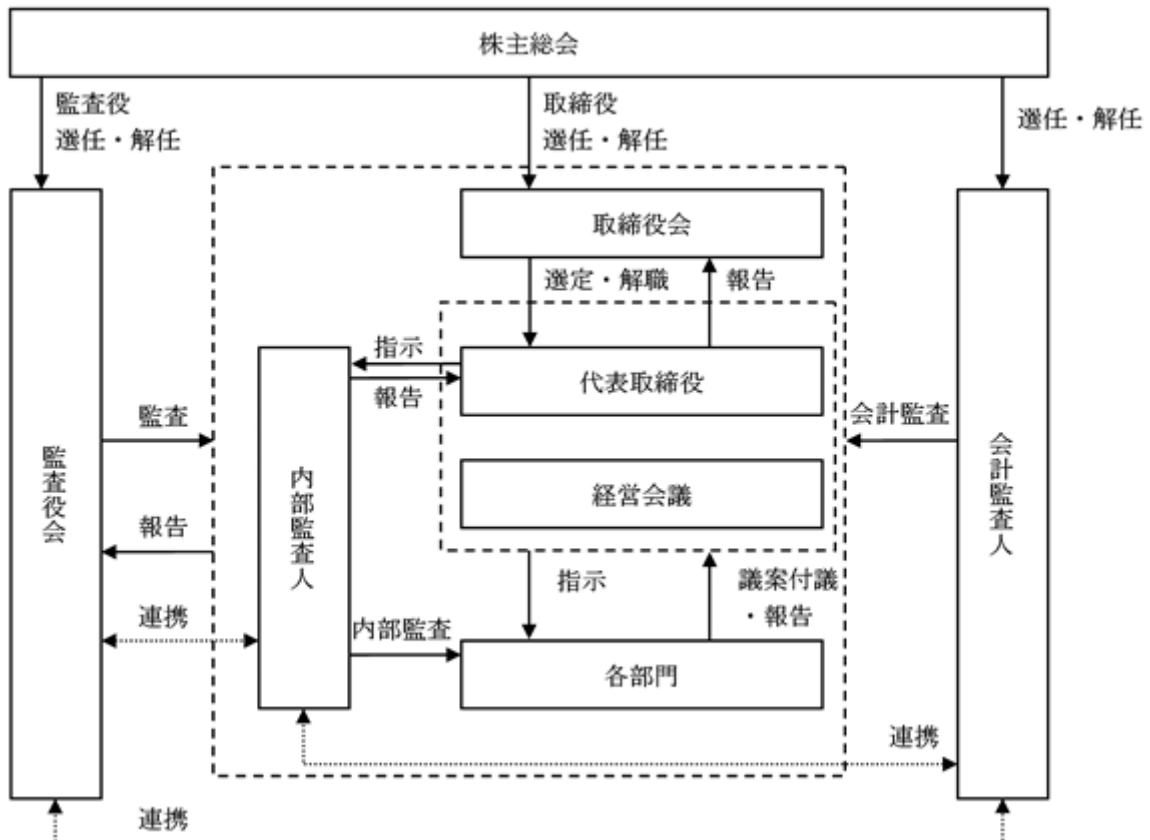 株主総会
監査役
選任・解任
取締役
選任・解任
選任・解任
取締役会
選定・解職
報告
指示
報告
代表取締役
監査
会計監査
監査役会
内部監査人
経営会議
会計監査人
報告
指示
議案付議
・報告
連携
内部監査
各部門
連携
連携